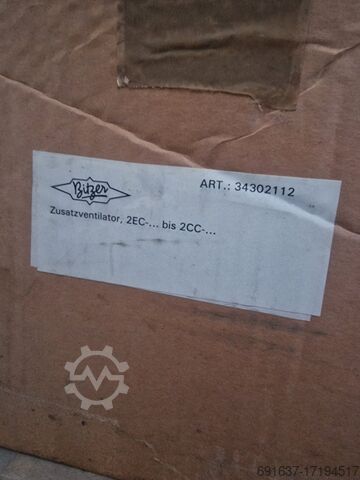 Bitzer
ART.: 34302112
Zusatzventilator, 2EC-... bis 2CC-...
691637-17194517